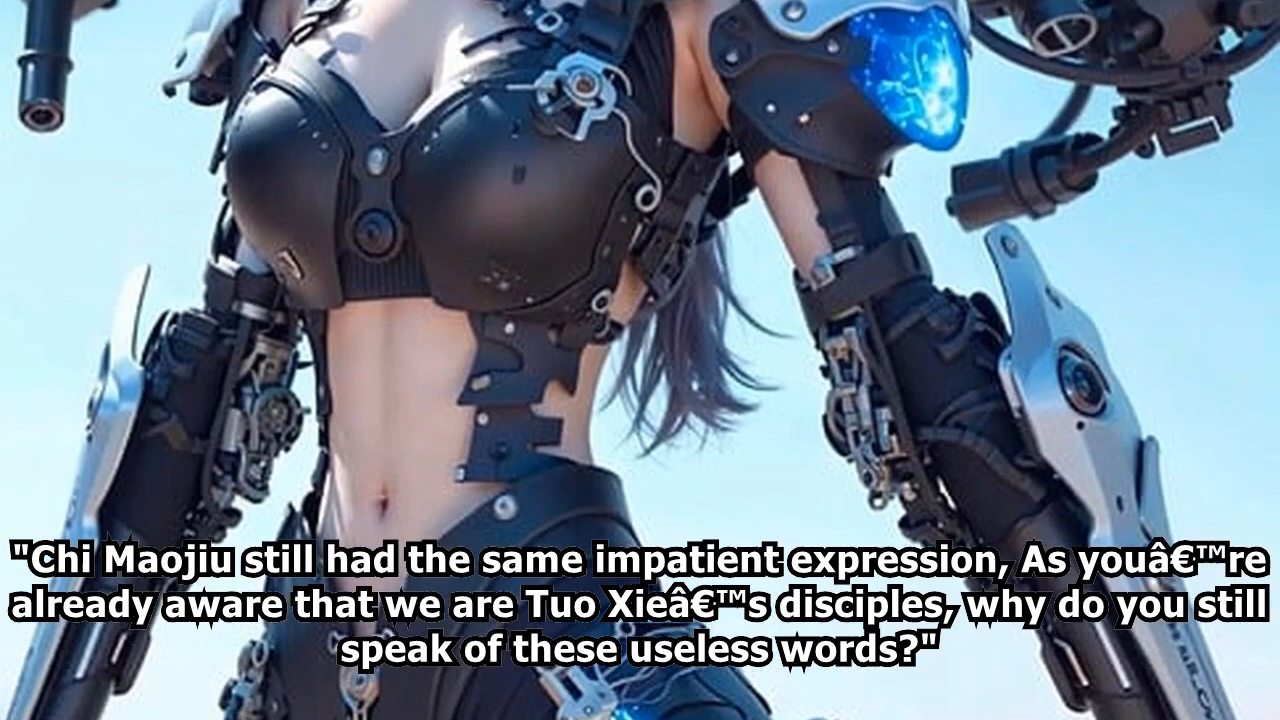 "Chi Maojiu still had the same impatient expression, As youâ€™re
already aware that we are Tuo Xieâ€™s disciples, why do you still
speak of these useless words?"